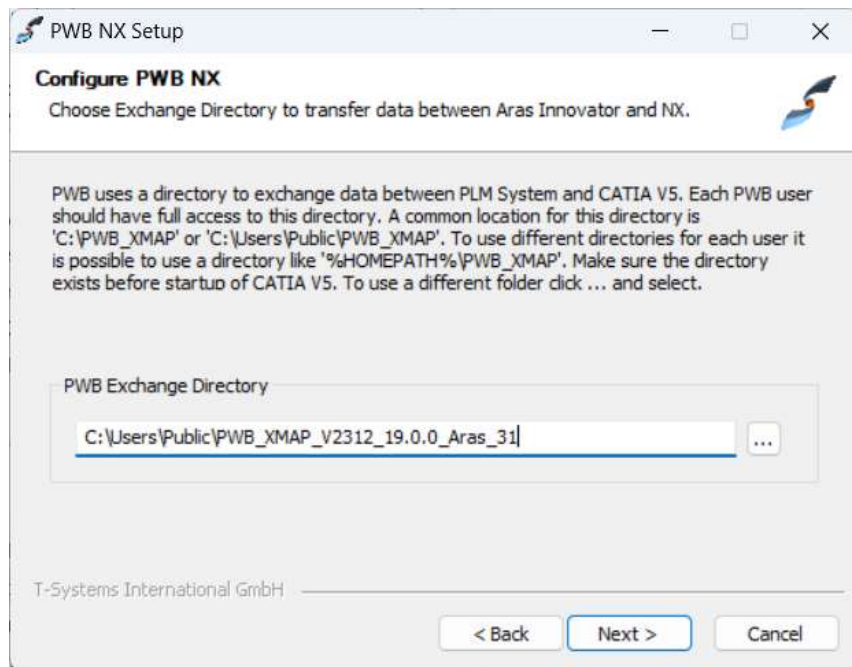 PWB NX Setup
Configure PWB NX
Choose Exchange Directory to transfer data between Aras Innovator and NX.
PWB uses a directory to exchange data between PLM System and CATIA V5. Each PWB user
should have full access to this directory. A common location for this directory is
'C:\PWB_XMAP' or 'C:\Users\Public\PWB_XMAP'. To use different directories for each user it
is possible to use a directory like '%HOMEPATH%\PWB_XMAP'. Make sure the directory
exists before startup of CATIA V5. To use a different folder click ... and select.
PWB Exchange Directory
C:\Users\Public\PWB_XMAP_V2312_19.0.0_Aras_31
...
T-Systems International GmbH
< Back
Next >
Cancel